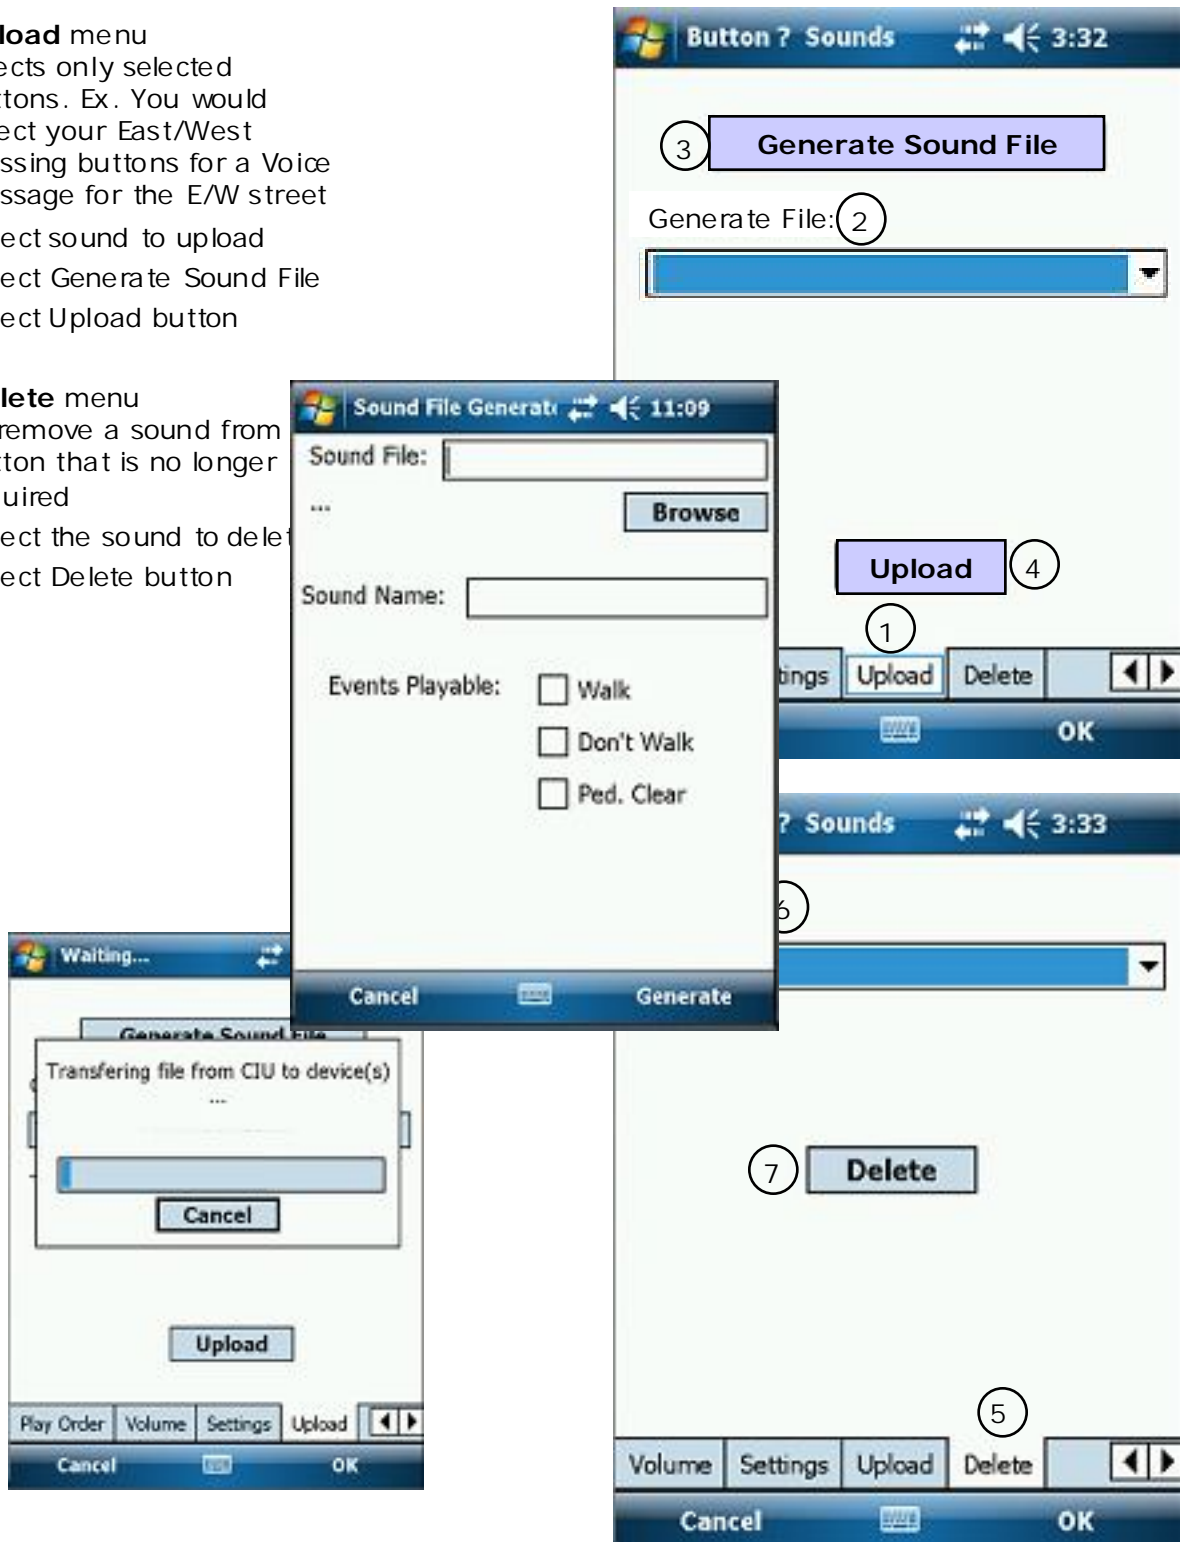 load menu
ects only selected
ttons. Ex. You would
ect your East/West
ssing buttons for a Voice
ssage for the E/W street
ect sound to upload
ect Generate Sound File
ect Upload button
lete menu
remove a sound from
tton that is no longer
uired
ect the sound to delet
ect Delete button
Button ? Sounds 3:32
3 Generate Sound File
Generate File: 2
Upload 4
1
tings Upload Delete
OK
Sound File Generat 11:09
Sound File:
...
Browse
Sound Name:
Events Playable:
Walk
Don't Walk
Ped. Clear
Cancel Generate
Waiting...
Generate Sound File
Transfering file from CIU to device(s)
...
Cancel
Upload
Play Order Volume Settings Upload
Cancel OK
? Sounds 3:33
6
7 Delete
5
Volume Settings Upload Delete
Cancel OK